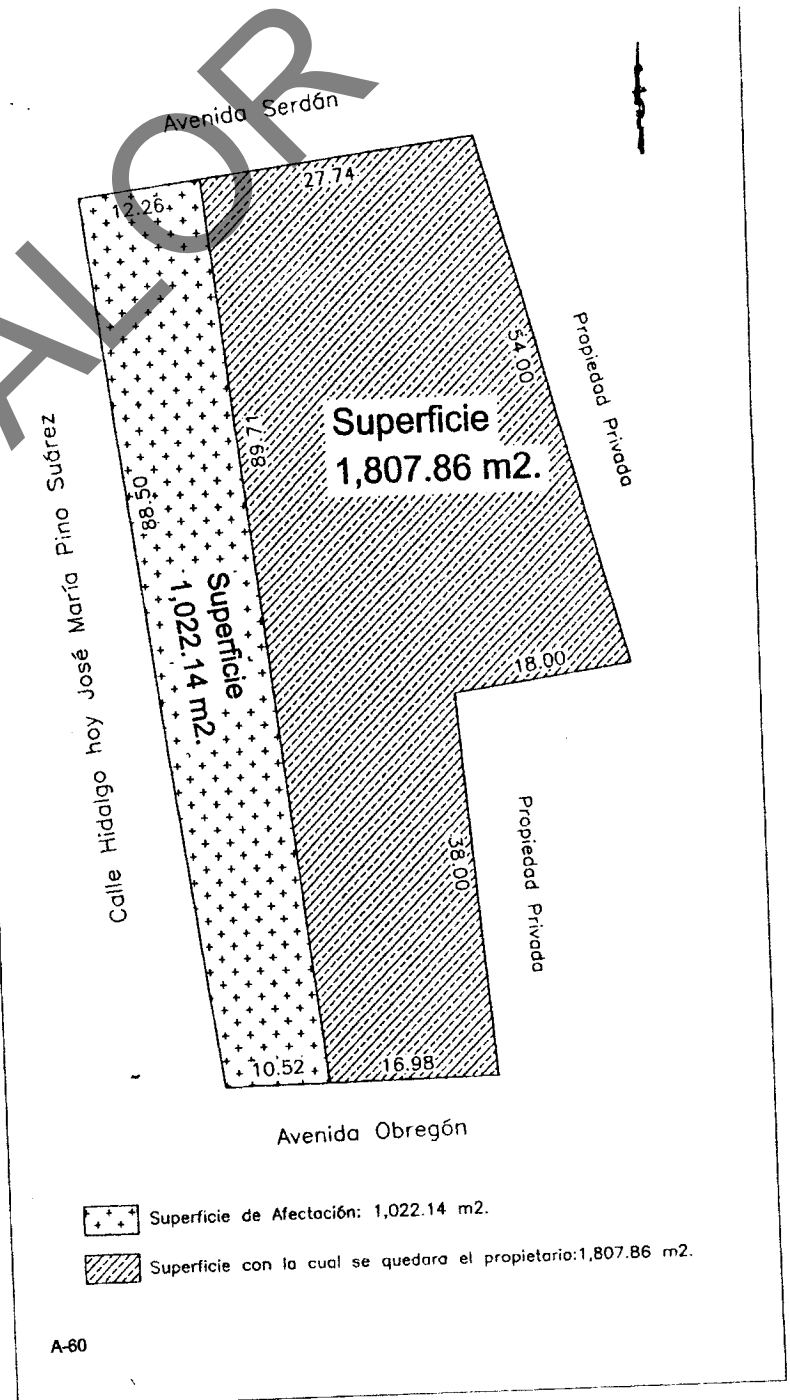 Avenida Serdán
12.26
27.74
54.00
Propiedad Privada
Superficie
1,807.86 m2.
89.71
88.50
Calle Hidalgo hoy José María Pino Suárez
Superficie
1,022.14 m2.
18.00
38.00
Propiedad Privada
10.52
16.98
Avenida Obregón
Superficie de Afectación: 1,022.14 m2.
Superficie con la cual se quedara el propietario:1,807.86 m2.
A-60
ALOR